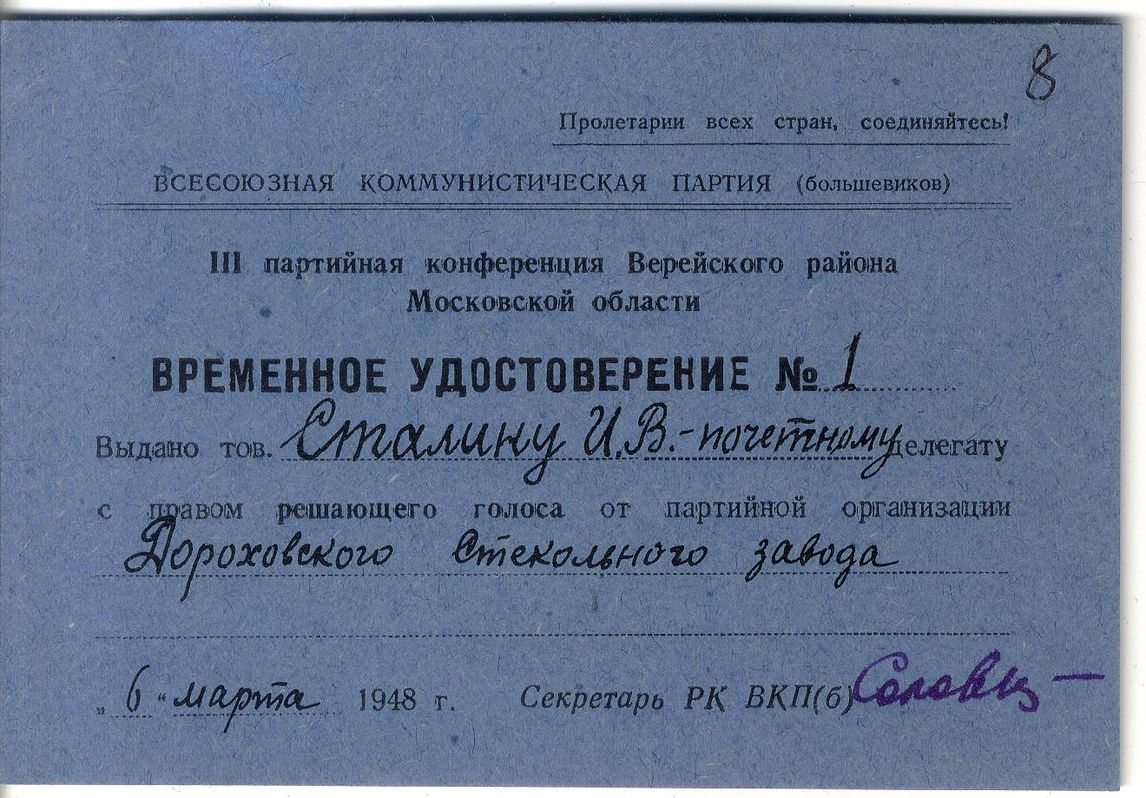 8
Пролетарии всех стран, соединяйтесь!
ВСЕСОЮЗНАЯ КОММУНИСТИЧЕСКАЯ ПАРТИЯ (большевиков)
III партийная конференция Верейского района
Московской области
ВРЕМЕННОЕ УДОСТОВЕРЕНИЕ № 1
Выдано тов. Сталину И.В. - почетному делегату
с правом решающего голоса от партийной организации
Дороховского Стекольного завода
„6" марта 1948 г. Секретарь РК ВКП(б)